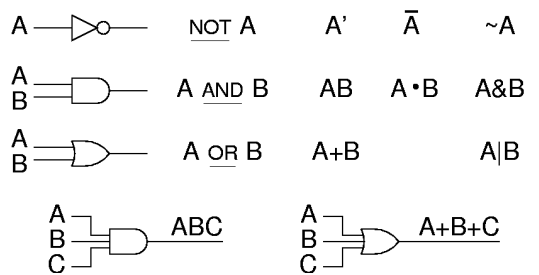 A NOT A A' A̅ ~A
A
B A AND B AB A•B A&B
A
B A OR B A+B A|B
A
B ABC
C
A
B A+B+C
C